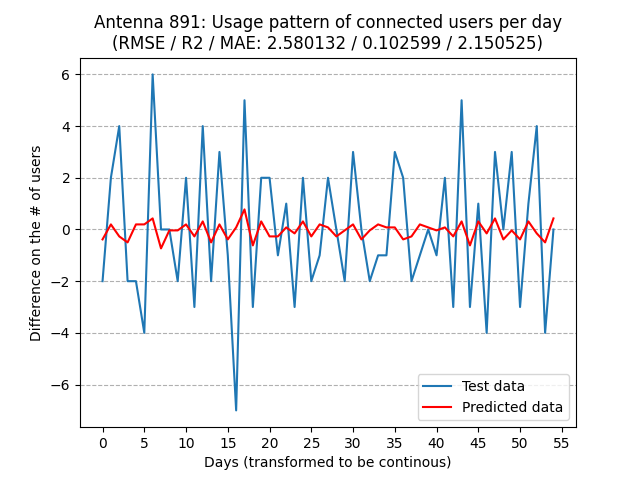 Antenna 891: Usage pattern of connected users per day
(RMSE / R2 / MAE: 2.580132 / 0.102599 / 2.150525)
Difference on the # of users
6
4
2
0
−2
−4
−6
Test data
Predicted data
0 5 10 15 20 25 30 35 40 45 50 55
Days (transformed to be continous)